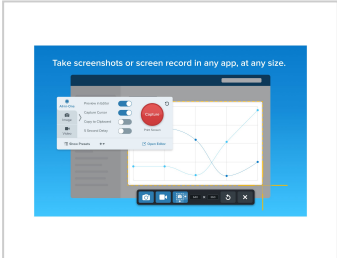 Take screenshots or screen record in any app, at any size.
All-in-One
Image
Video
Preview in Editor
Capture Cursor
Copy to Clipboard
5 Second Delay
Capture
Print Screen
Show Presets
Open Editor